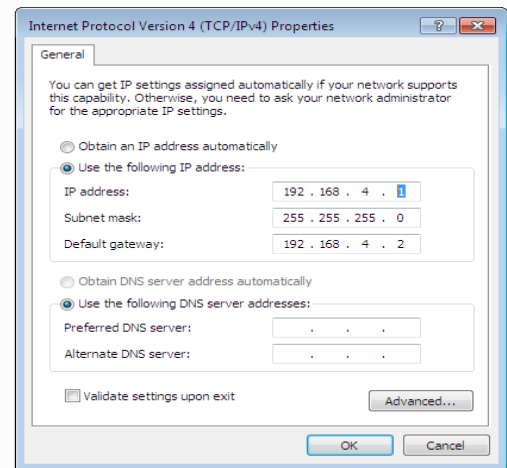 Internet Protocol Version 4 (TCP/IPv4) Properties
General
You can get IP settings assigned automatically if your network supports
this capability. Otherwise, you need to ask your network administrator
for the appropriate IP settings.
Obtain an IP address automatically
Use the following IP address:
IP address: 192 . 168 . 4 . 1
Subnet mask: 255 . 255 . 255 . 0
Default gateway: 192 . 168 . 4 . 2
Obtain DNS server address automatically
Use the following DNS server addresses:
Preferred DNS server: . . .
Alternate DNS server: . . .
Validate settings upon exit
Advanced...
OK Cancel